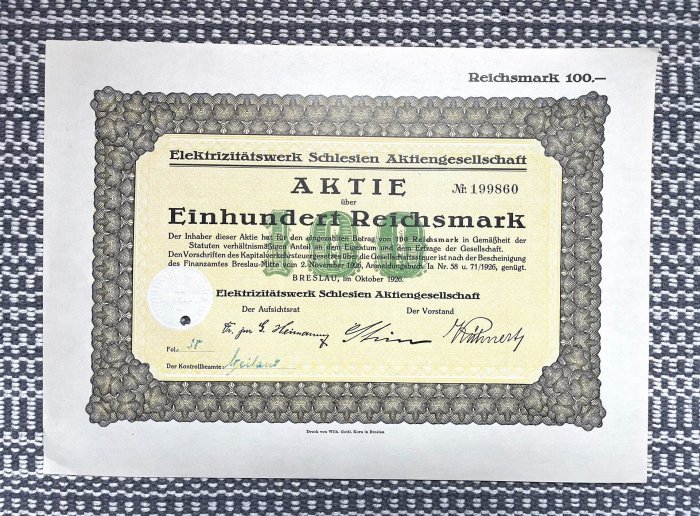 Reichsmark 100.—
Elektrizitätswerk Schlesien Aktiengesellschaft
AKTIE
über
№: 199860
Einhundert Reichsmark
100
Der Inhaber dieser Aktie hat für den eingezahlten Betrag von 100 Reichsmark in Gemäßheit der
Statuten verhältnismäßigen Anteil an dem Eigentum und dem Ertrage der Gesellschaft.
Den Vorschriften des Kapitalverkehrsteuergesetzes über die Gesellschaftssteuer ist nach der Bescheinigung
des Finanzamtes Breslau-Mitte vom 2. November 1926, Anmeldungsbuch Ia Nr. 58 u. 71/1926, genügt.
BRESLAU, im Oktober 1926.
Elektrizitätswerk Schlesien Aktiengesellschaft
Der Aufsichtsrat Der Vorstand
Fol.: 38
Der Kontrollbeamte
Druck von Wilh. Gottl. Korn in Breslau